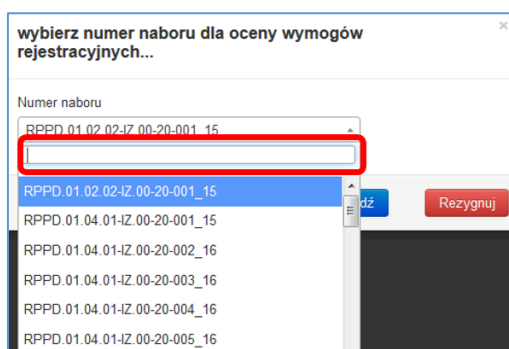 wybierz numer naboru dla oceny wymogów
rejestracyjnych...
×
Numer naboru
RPPD.01.02.02-IZ.00-20-001_15
RPPD.01.02.02-IZ.00-20-001_15
dź
Rezygnuj
RPPD.01.04.01-IZ.00-20-001_15
RPPD.01.04.01-IZ.00-20-002_16
RPPD.01.04.01-IZ.00-20-003_16
RPPD.01.04.01-IZ.00-20-004_16
RPPD.01.04.01-IZ.00-20-005_16